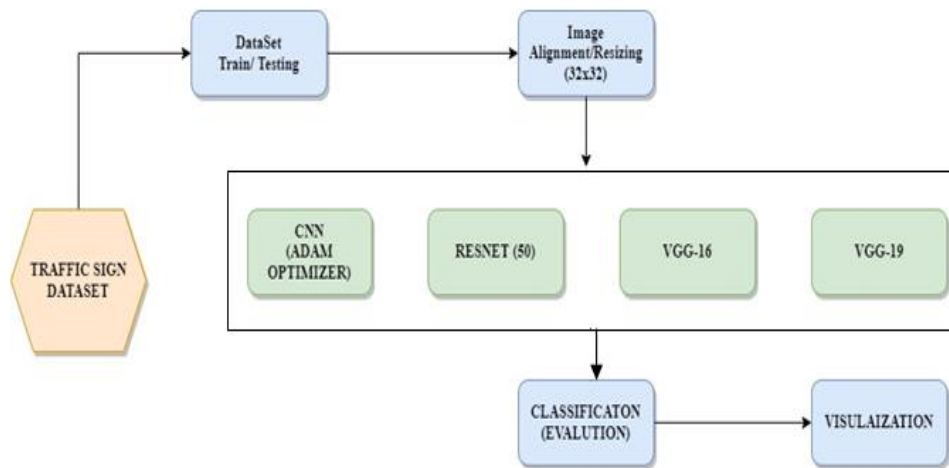 DataSet
Train/ Testing
Image
Alignment/Resizing
(32x32)
TRAFFIC SIGN
DATASET
CNN
(ADAM
OPTIMIZER)
RESNET (50)
VGG-16
VGG-19
CLASSIFICATON
(EVALUTION)
VISULAIZATION